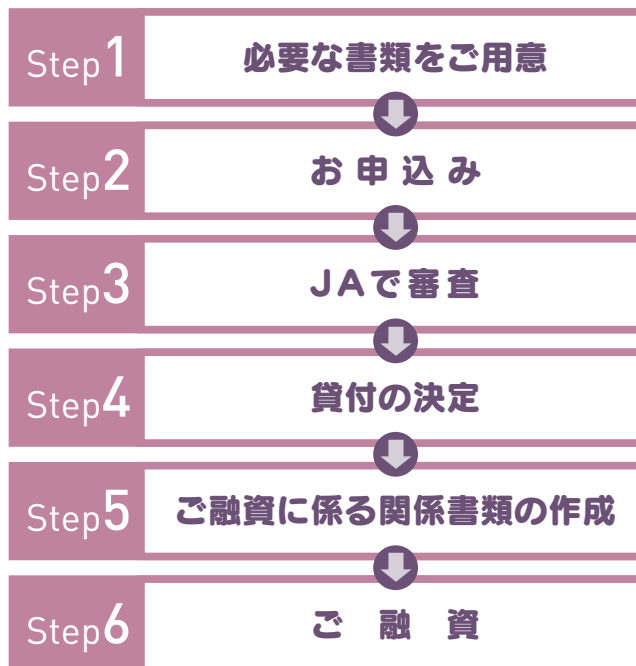 Step1 必要な書類をご用意
Step2 お申込み
Step3 JAで審査
Step4 貸付の決定
Step5 ご融資に係る関係書類の作成
Step6 ご融資